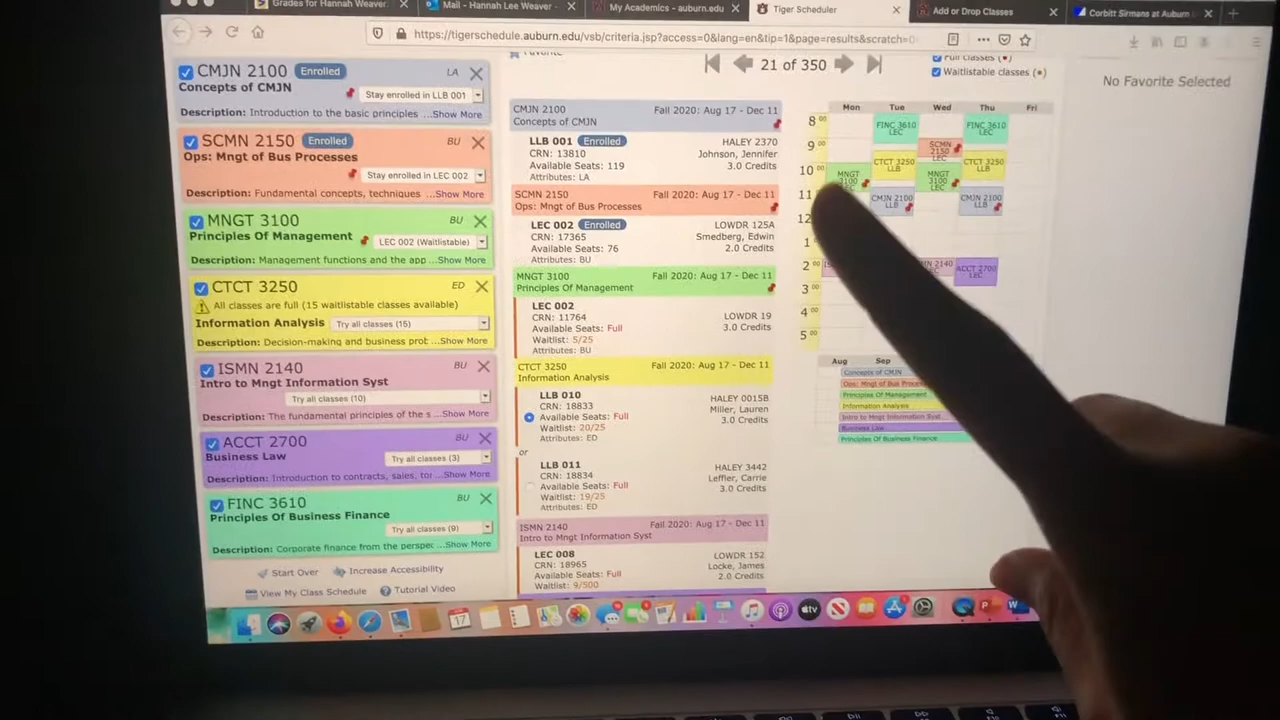 Grades for Hannah Weaver.
Mail - Hannah Lee Weaver -
My Academics - auburn.edu
Tiger Scheduler
Add or Drop Classes
Corbitt Sirmans at Auburn
https://tigerschedule.auburn.edu/vsb/criteria.jsp?access=0&lang=en&tip=1&page=results&scratch=
CMJN 2100 Enrolled LA
Concepts of CMJN
Stay enrolled in LLB 001
Description: Introduction to the basic principles ...Show More
SCMN 2150 Enrolled BU
Ops: Mngt of Bus Processes
Stay enrolled in LEC 002
Description: Fundamental concepts, techniques ...Show More
MNGT 3100 BU
Principles Of Management LEC 002 (Waitlistable)
Description: Management functions and the app ...Show More
CTCT 3250 ED
All classes are full (15 waitlistable classes available)
Information Analysis Try all classes (15)
Description: Decision-making and business prot ...Show More
ISMN 2140 BU
Intro to Mngt Information Syst
Try all classes (10)
Description: The fundamental principles of the s ...Show More
ACCT 2700 BU
Business Law Try all classes (3)
Description: Introduction to contracts, sales, tor ...Show More
FINC 3610 BU
Principles Of Business Finance
Try all classes (9)
Description: Corporate finance from the perspec ...Show More
Start Over Increase Accessibility
View My Class Schedule Tutorial Video
Favorite
21 of 350
CMJN 2100 Fall 2020: Aug 17 - Dec 11
Concepts of CMJN
LLB 001 Enrolled HALEY 2370
CRN: 13810 Johnson, Jennifer
Available Seats: 119 3.0 Credits
Attributes: LA
SCMN 2150 Fall 2020: Aug 17 - Dec 11
Ops: Mngt of Bus Processes
LEC 002 Enrolled LOWDR 125A
CRN: 17365 Smedberg, Edwin
Available Seats: 76 2.0 Credits
Attributes: BU
MNGT 3100 Fall 2020: Aug 17 - Dec 11
Principles Of Management
LEC 002
CRN: 11764 LOWDR 19
Available Seats: Full 3.0 Credits
Waitlist: 5/25
Attributes: BU
CTCT 3250 Fall 2020: Aug 17 - Dec 11
Information Analysis
LLB 010 HALEY 0015B
CRN: 18833 Miller, Lauren
Available Seats: Full 3.0 Credits
Waitlist: 20/25
Attributes: ED
or
LLB 011
CRN: 18834 HALEY 3442
Available Seats: Full Leffler, Carrie
Waitlist: 19/25 3.0 Credits
Attributes: ED
ISMN 2140 Fall 2020: Aug 17 - Dec 11
Intro to Mngt Information Syst
LEC 008 LOWDR 152
CRN: 18965 Locke, James
Available Seats: Full 2.0 Credits
Waitlist: 9/500
Full classes (•)
Waitlistable classes (•)
Mon Tue Wed Thu Fri
8 00
9 00
10 00
11
12
1
2 00
3 00
4 00
5 00
FINC 3610 LEC
FINC 3610 LEC
SCMN 2150 LEC
CTCT 3250 LLB
CTCT 3250 LLB
MNGT 3100 LEC
MNGT 3100 LEC
CMJN 2100 LLB
CMJN 2100 LLB
2140 LEC
ACCT 2700 LEC
Aug Sep
Concepts of CMJN
Ops: Mngt of Bus
Principles Of Management
Information Analysis
Intro to Mngt Information Syst
Business Law
Principles Of Business Finance
No Favorite Selected
17
tv